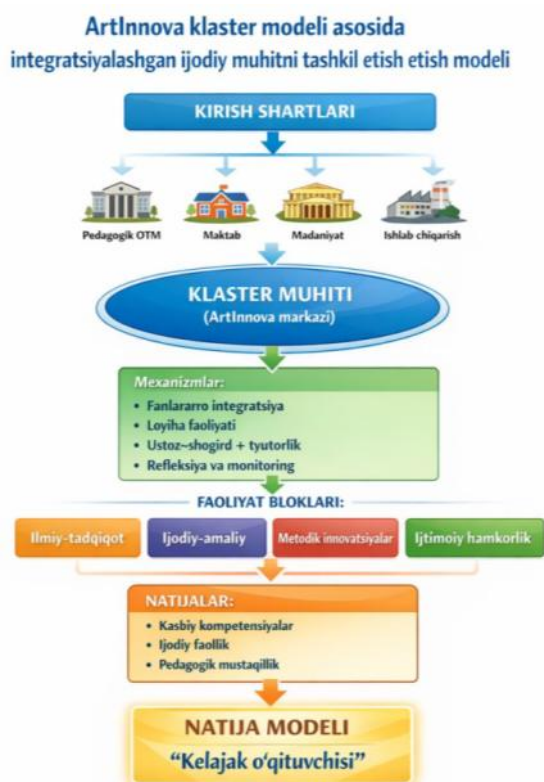 ArtInnova klaster modeli asosida
integratsiyalashgan ijodiy muhitni tashkil etish etish modeli
KIRISH SHARTLARI
Pedagogik OTM
Maktab
Madaniyat
Ishlab chiqarish
KLASTER MUHITI
(ArtInnova markazi)
Mexanizmlar:
• Fanlararro integratsiya
• Loyiha faoliyati
• Ustoz–shogird + tyutorlik
• Refleksiya va monitoring
FAOLIYAT BLOKLARI:
Ilmiy-tadqiqot
Ijodiy-amaliy
Metodik innovatsiyalar
Ijtimoiy hamkorlik
NATIJALAR:
• Kasbiy kompetensiyalar
• Ijodiy faollik
• Pedagogik mustaqillik
NATIJA MODELI
“Kelajak o‘qituvchisi”